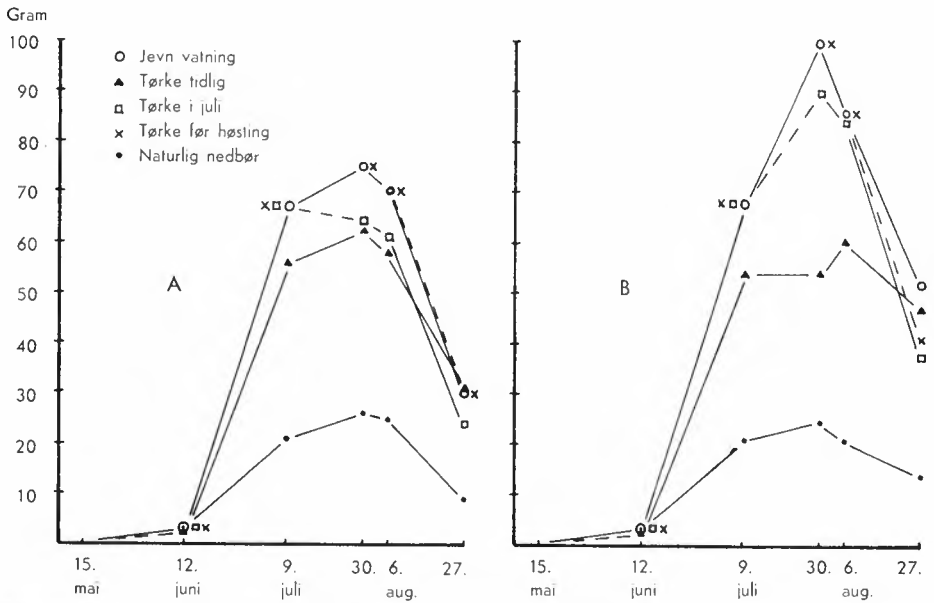 Gram
100
90
80
70
60
50
40
30
20
10
○ Jevn vatning
▲ Tørke tidlig
□ Tørke i juli
× Tørke før høsting
• Naturlig nedbør
A
B
15. 12. 9. 30. 6. 27.
mai juni juli aug.
15. 12. 9. 30. 6. 27.
mai juni juli aug.